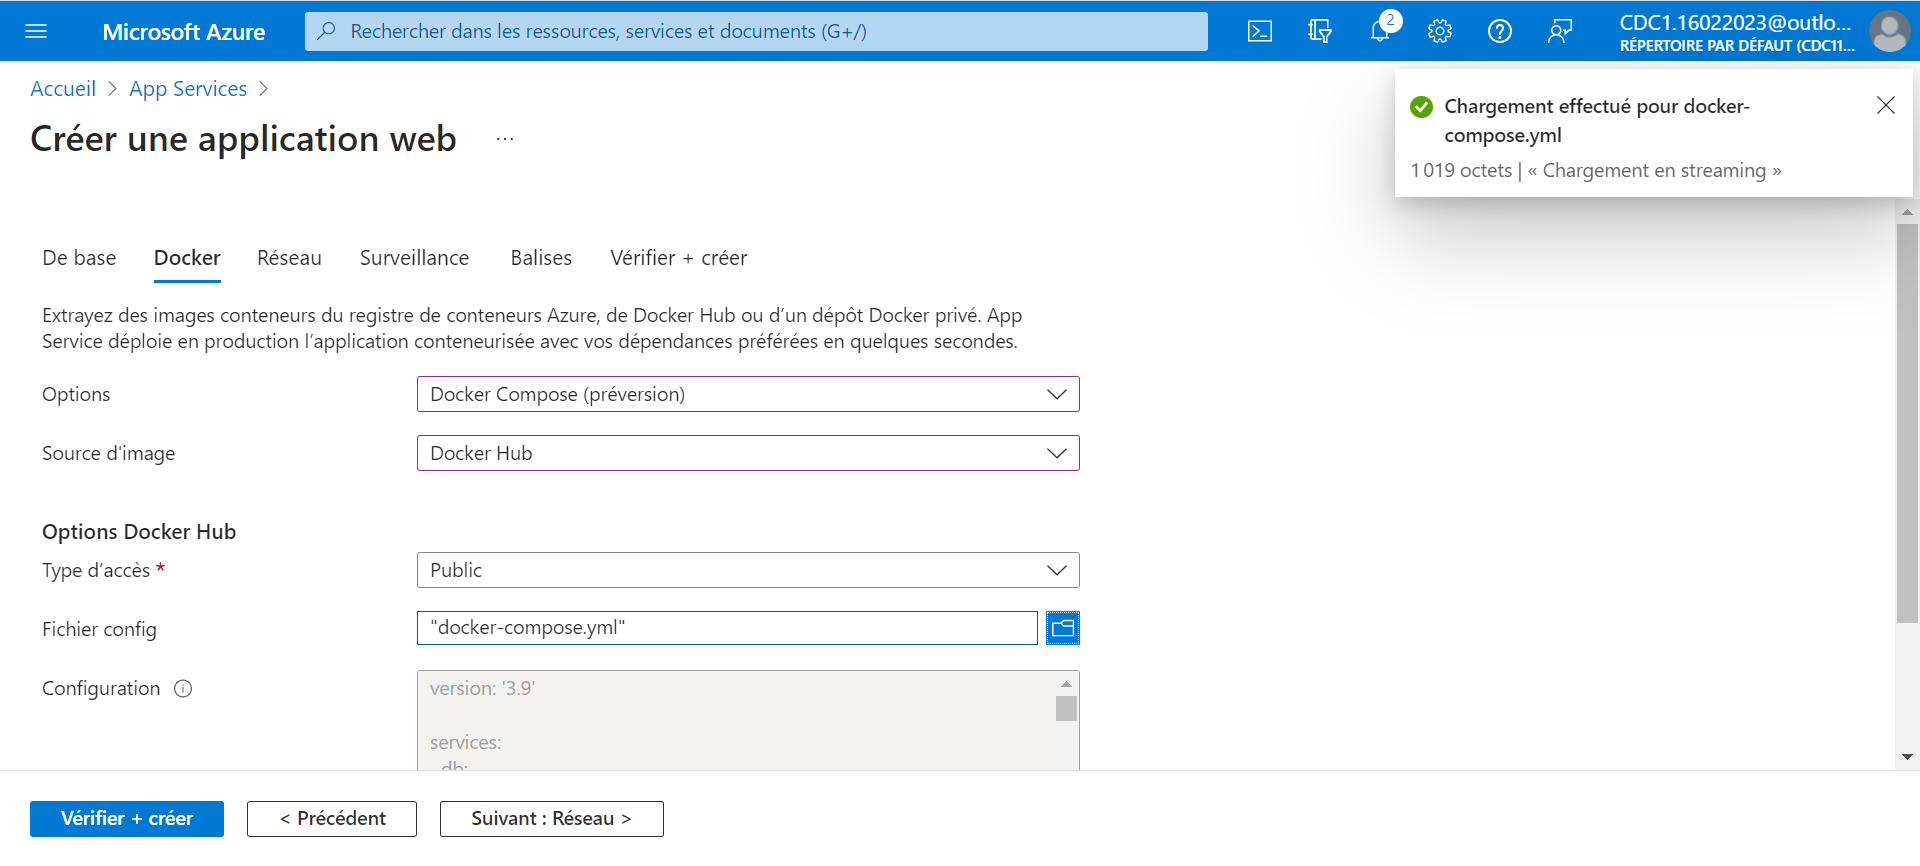 Microsoft Azure
Rechercher dans les ressources, services et documents (G+/)
2
CDC1.16022023@outlo...
RÉPERTOIRE PAR DÉFAUT (CDC11...
Accueil > App Services >
Créer une application web ...
Chargement effectué pour docker-
compose.yml
1 019 octets | « Chargement en streaming »
De base Docker Réseau Surveillance Balises Vérifier + créer
Extrayez des images conteneurs du registre de conteneurs Azure, de Docker Hub ou d’un dépôt Docker privé. App
Service déploie en production l’application conteneurisée avec vos dépendances préférées en quelques secondes.
Options Docker Compose (préversion)
Source d'image Docker Hub
Options Docker Hub
Type d’accès * Public
Fichier config "docker-compose.yml"
Configuration version: '3.9'
services:
db:
Vérifier + créer < Précédent Suivant : Réseau >